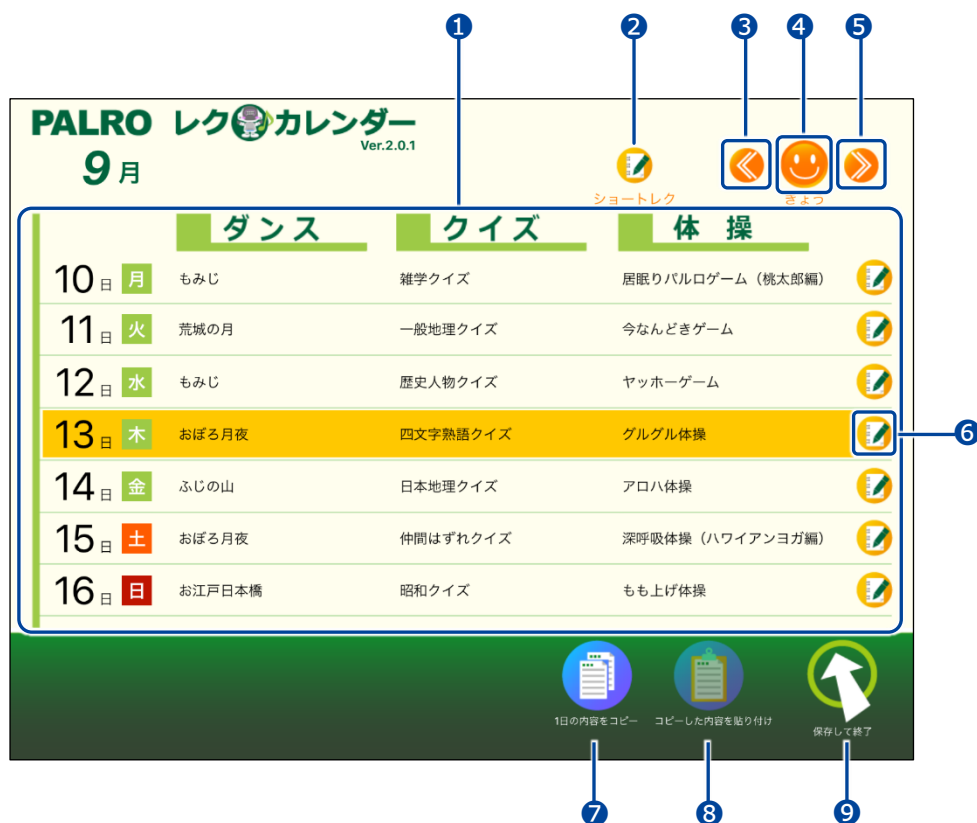 1 2 3 4 5
PALRO レクカレンダー
Ver.2.0.1
9月
ショートレク
きょう
ダンス クイズ 体操
10日 月 もみじ 雑学クイズ 居眠りパルロゲーム（桃太郎編）
11日 火 荒城の月 一般地理クイズ 今なんどきゲーム
12日 水 もみじ 歴史人物クイズ ヤッホーゲーム
13日 木 おぼろ月夜 四文字熟語クイズ グルグル体操
6
14日 金 ふじの山 日本地理クイズ アロハ体操
15日 土 おぼろ月夜 仲間はずれクイズ 深呼吸体操（ハワイアンヨガ編）
16日 日 お江戸日本橋 昭和クイズ もも上げ体操
1日の内容をコピー コピーした内容を貼り付け 保存して終了
7 8 9